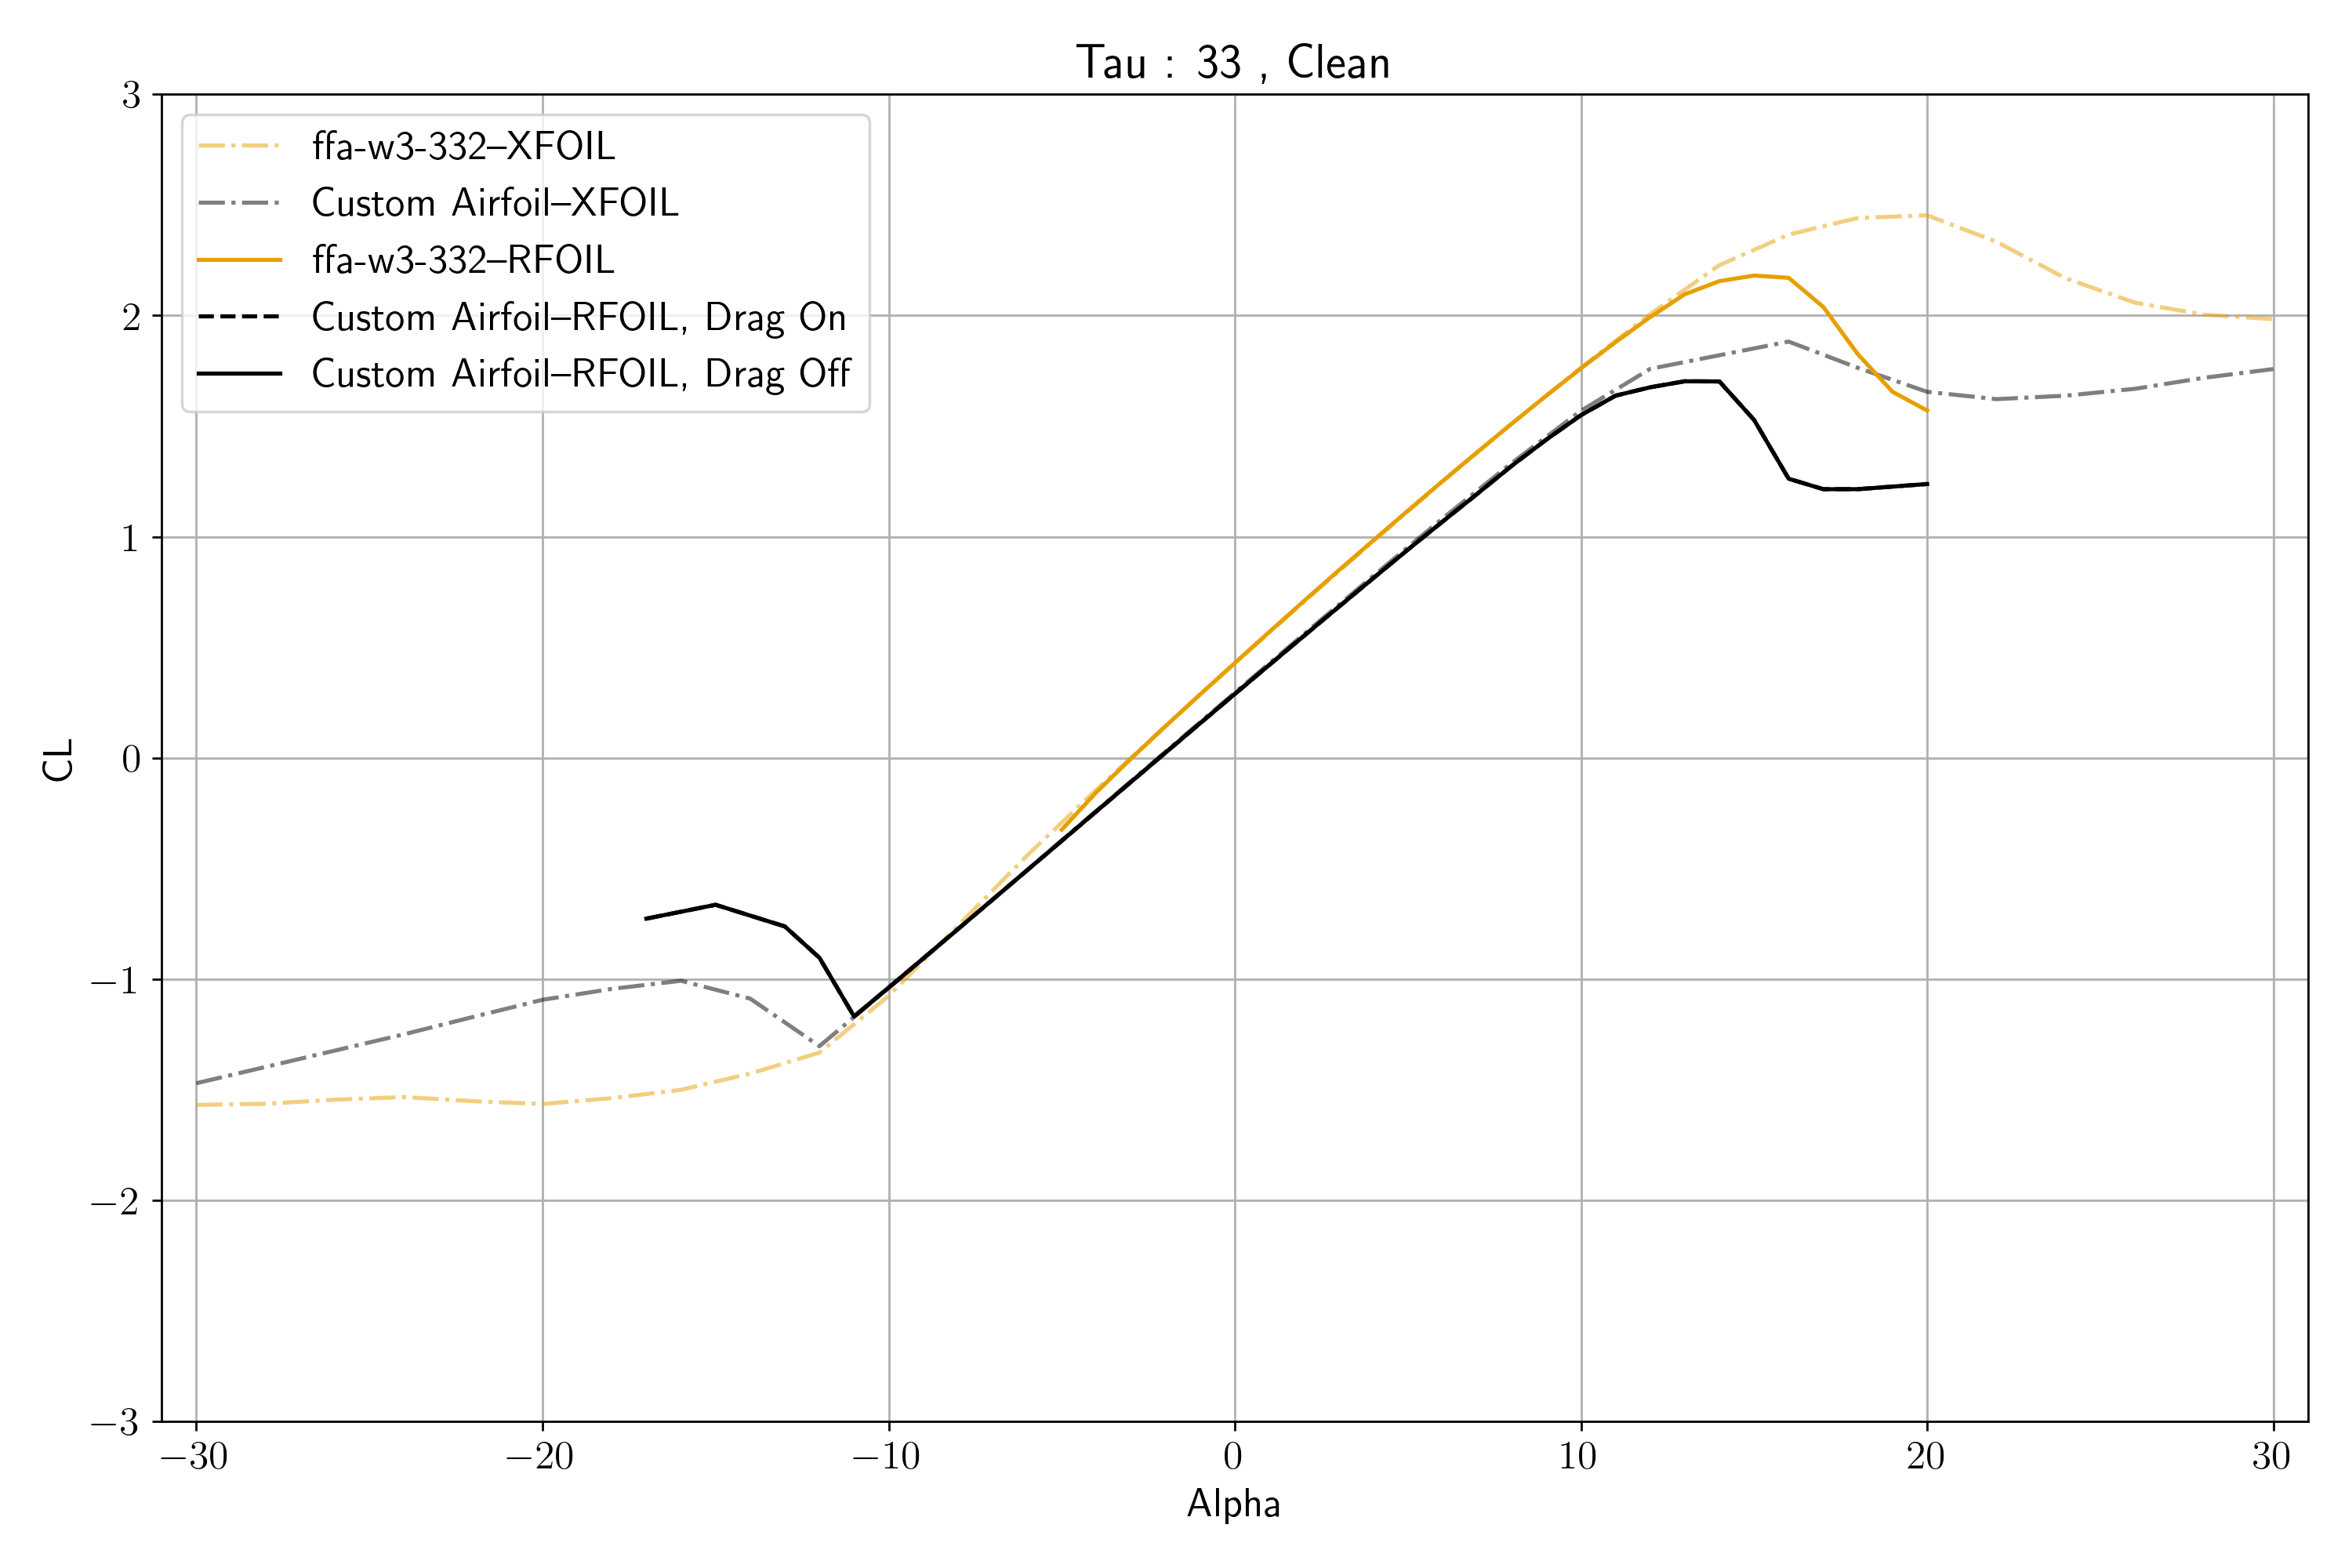 Tau : 33 , Clean
3
ffa-w3-332–XFOIL
Custom Airfoil–XFOIL
ffa-w3-332–RFOIL
Custom Airfoil–RFOIL, Drag On
Custom Airfoil–RFOIL, Drag Off
2
1
0
−1
−2
−3
CL
−30 −20 −10 0 10 20 30
Alpha